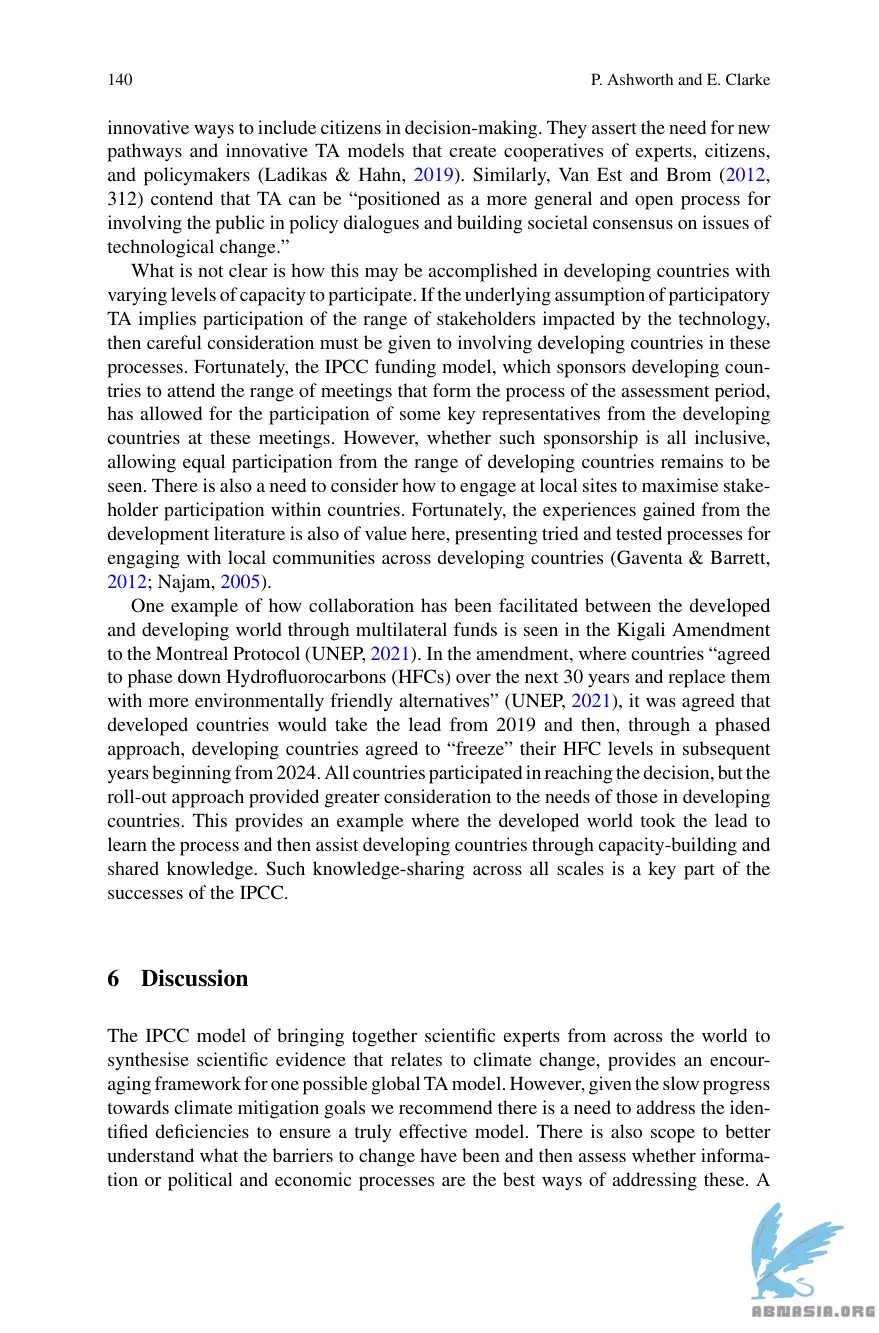 140
P. Ashworth and E. Clarke
innovative ways to include citizens in decision-making. They assert the need for new
pathways and innovative TA models that create cooperatives of experts, citizens,
and policymakers (Ladikas & Hahn, 2019). Similarly, Van Est and Brom (2012,
312) contend that TA can be “positioned as a more general and open process for
involving the public in policy dialogues and building societal consensus on issues of
technological change.”
What is not clear is how this may be accomplished in developing countries with
varying levels of capacity to participate. If the underlying assumption of participatory
TA implies participation of the range of stakeholders impacted by the technology,
then careful consideration must be given to involving developing countries in these
processes. Fortunately, the IPCC funding model, which sponsors developing coun-
tries to attend the range of meetings that form the process of the assessment period,
has allowed for the participation of some key representatives from the developing
countries at these meetings. However, whether such sponsorship is all inclusive,
allowing equal participation from the range of developing countries remains to be
seen. There is also a need to consider how to engage at local sites to maximise stake-
holder participation within countries. Fortunately, the experiences gained from the
development literature is also of value here, presenting tried and tested processes for
engaging with local communities across developing countries (Gaventa & Barrett,
2012; Najam, 2005).
One example of how collaboration has been facilitated between the developed
and developing world through multilateral funds is seen in the Kigali Amendment
to the Montreal Protocol (UNEP, 2021). In the amendment, where countries “agreed
to phase down Hydrofluorocarbons (HFCs) over the next 30 years and replace them
with more environmentally friendly alternatives” (UNEP, 2021), it was agreed that
developed countries would take the lead from 2019 and then, through a phased
approach, developing countries agreed to “freeze” their HFC levels in subsequent
years beginning from 2024. All countries participated in reaching the decision, but the
roll-out approach provided greater consideration to the needs of those in developing
countries. This provides an example where the developed world took the lead to
learn the process and then assist developing countries through capacity-building and
shared knowledge. Such knowledge-sharing across all scales is a key part of the
successes of the IPCC.
6 Discussion
The IPCC model of bringing together scientific experts from across the world to
synthesise scientific evidence that relates to climate change, provides an encour-
aging framework for one possible global TA model. However, given the slow progress
towards climate mitigation goals we recommend there is a need to address the iden-
tified deficiencies to ensure a truly effective model. There is also scope to better
understand what the barriers to change have been and then assess whether informa-
tion or political and economic processes are the best ways of addressing these. A
ABNASIA.ORG